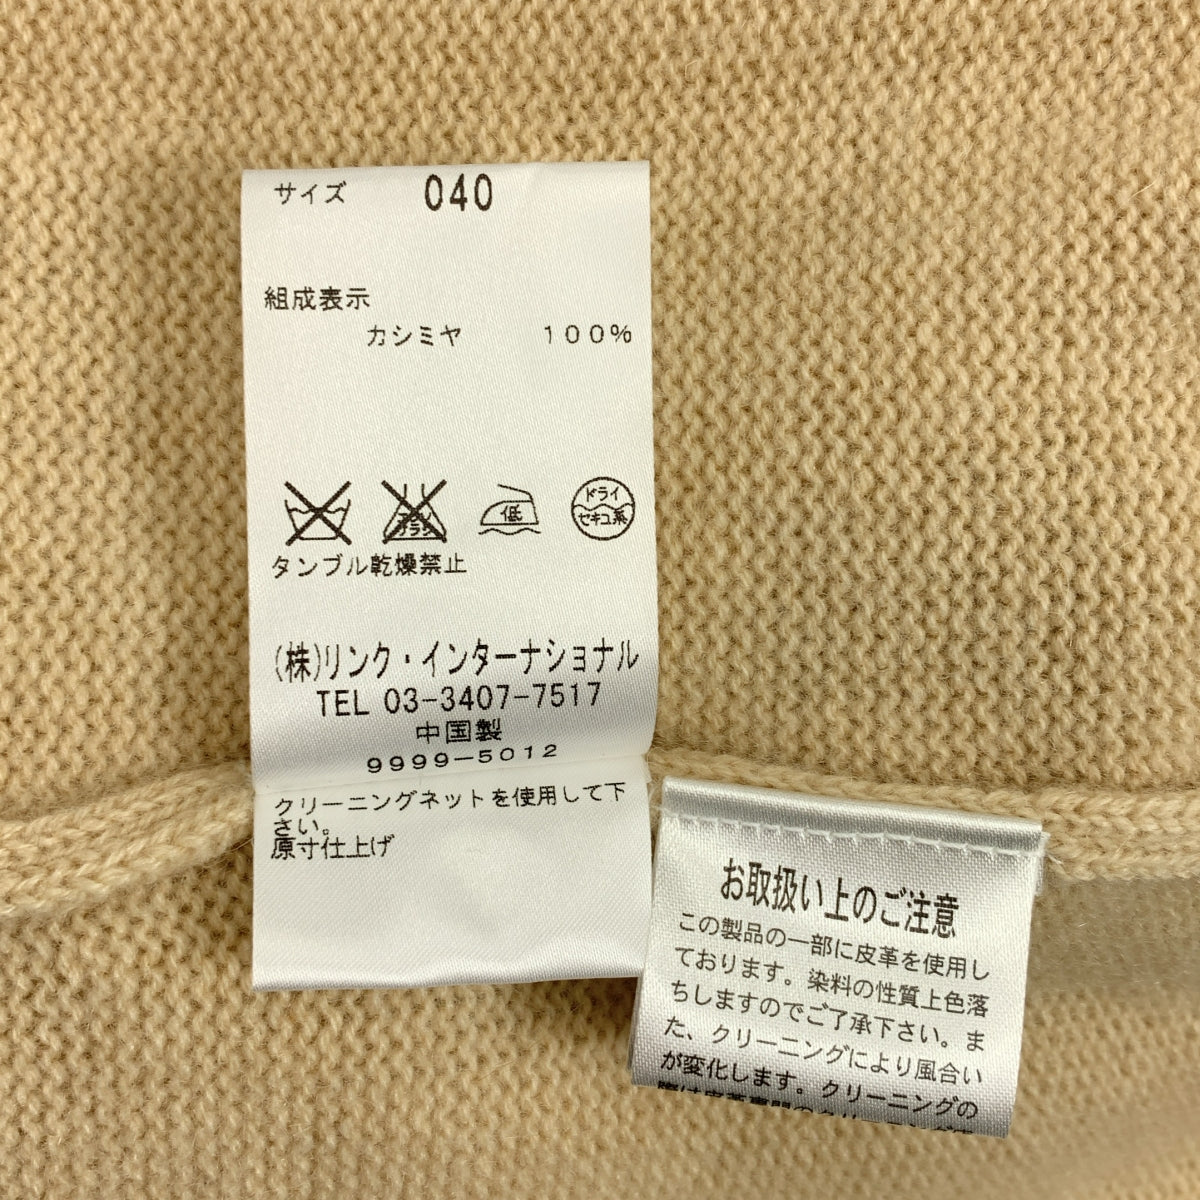 サイズ 040
組成表示
カシミヤ 100%
低
ドライ
セキユ系
タンブル乾燥禁止
(株)リンク・インターナショナル
TEL 03-3407-7517
中国製
9999-5012
クリーニングネットを使用して下
さい。
原寸仕上げ
お取扱い上のご注意
この製品の一部に皮革を使用し
ております。染料の性質上色落
ちしますのでご了承下さい。ま
た、クリーニングにより風合い
が変化します。クリーニングの